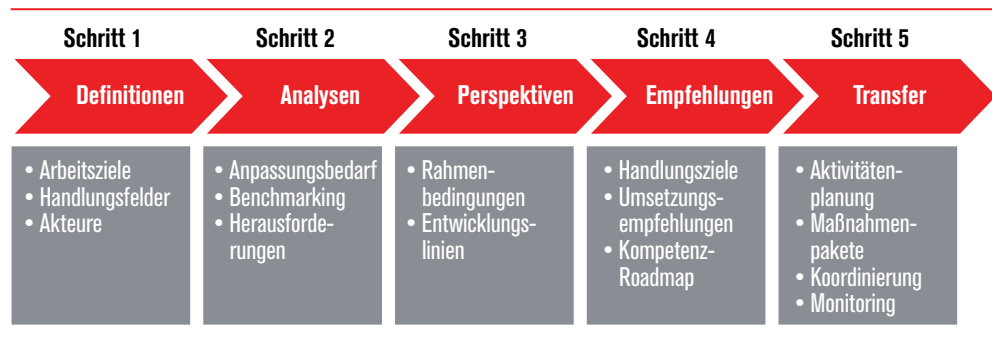 Schritt 1
Schritt 2
Schritt 3
Schritt 4
Schritt 5
Definitionen
Analysen
Perspektiven
Empfehlungen
Transfer
• Arbeitsziele
• Handlungsfelder
• Akteure
• Anpassungsbedarf
• Benchmarking
• Herausforde-
rungen
• Rahmen-
bedingungen
• Entwicklungs-
linien
• Handlungsziele
• Umsetzungs-
empfehlungen
• Kompetenz-
Roadmap
• Aktivitäten-
planung
• Maßnahmen-
pakete
• Koordinierung
• Monitoring